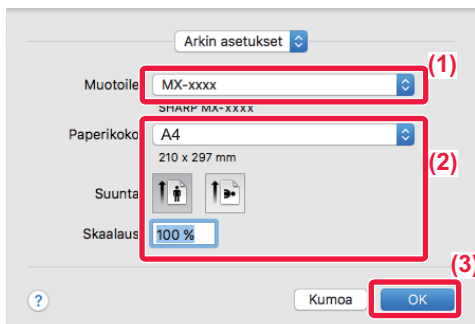 Arkin asetukset
(1)
Muotoile MX-xxxx
SHARP MX-xxxx
Paperikoko A4
210 x 297 mm
(2)
Suunta
Skaalaus 100 %
(3)
? Kumoa OK